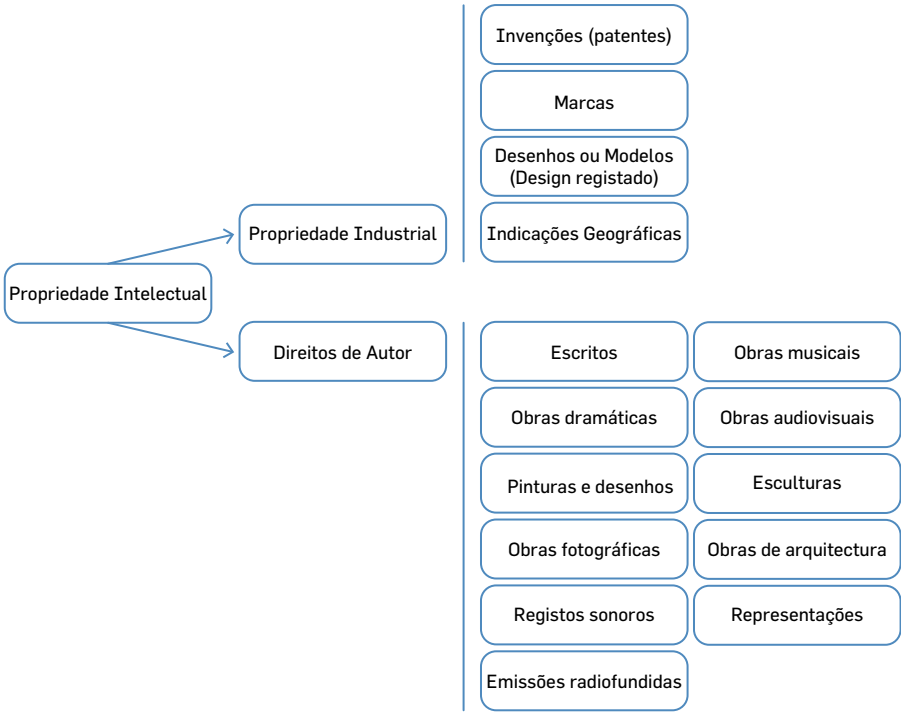 Invenções (patentes)
Marcas
Desenhos ou Modelos
(Design registado)
Propriedade Industrial
Indicações Geográficas
Propriedade Intelectual
Direitos de Autor
Escritos
Obras musicais
Obras dramáticas
Obras audiovisuais
Pinturas e desenhos
Esculturas
Obras fotográficas
Obras de arquitectura
Registos sonoros
Representações
Emissões radiofundidas